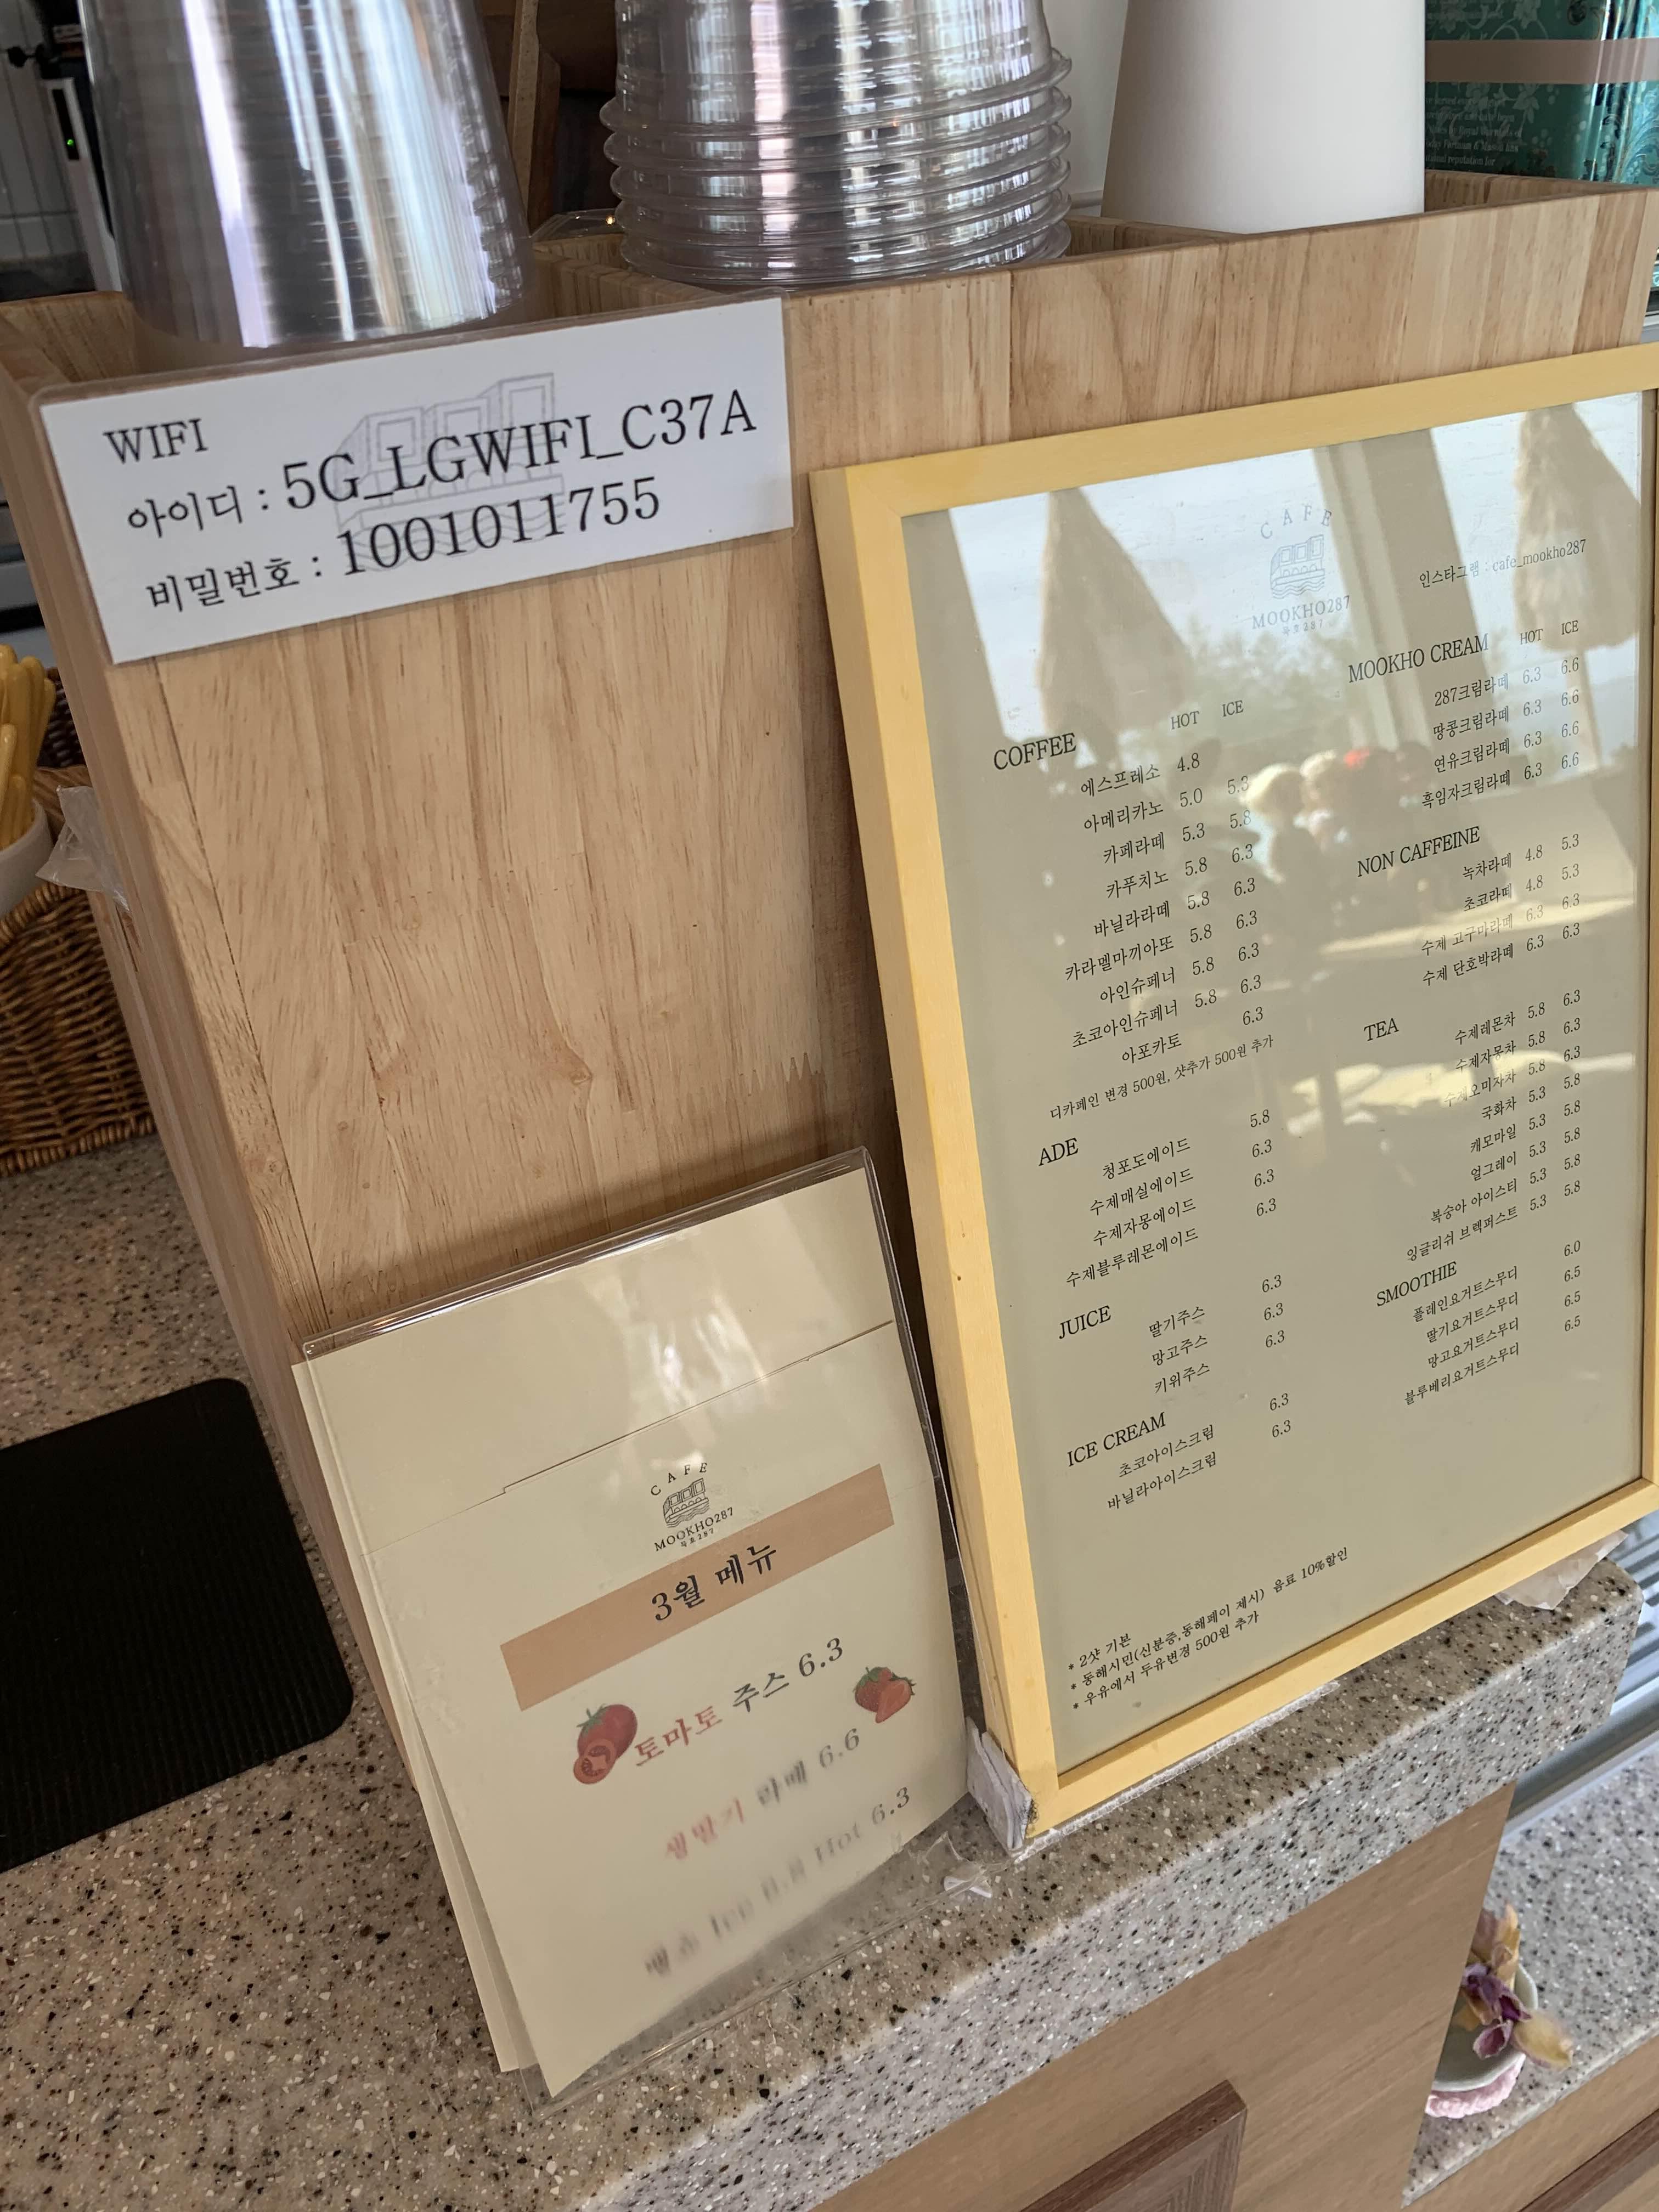 WIFI
아이디 : 5G_LGWIFI_C37A
비밀번호 : 1001011755
CAFE
MOOKHO287
묵호287
인스타그램 : cafe_mookho287
COFFEE HOT ICE
에스프레소 4.8
아메리카노 5.0 5.3
카페라떼 5.3 5.8
카푸치노 5.8 6.3
바닐라라떼 5.8 6.3
카라멜마끼아또 5.8 6.3
아인슈페너 5.8 6.3
초코아인슈페너 5.8 6.3
아포카토 6.3
디카페인 변경 500원, 샷추가 500원 추가
ADE
청포도에이드 5.8
수제매실에이드 6.3
수제자몽에이드 6.3
수제블루레몬에이드 6.3
JUICE
딸기주스 6.3
망고주스 6.3
키위주스 6.3
ICE CREAM
초코아이스크림 6.3
바닐라아이스크림 6.3
MOOKHO CREAM HOT ICE
287크림라떼 6.3 6.6
땅콩크림라떼 6.3 6.6
연유크림라떼 6.3 6.6
흑임자크림라떼 6.3 6.6
NON CAFFEINE
녹차라떼 4.8 5.3
초코라떼 4.8 5.3
수제 고구마라떼 6.3 6.3
수제 단호박라떼 6.3 6.3
TEA
수제레몬차 5.8 6.3
수제자몽차 5.8 6.3
수제오미자차 5.8 6.3
국화차 5.3 5.8
캐모마일 5.3 5.8
얼그레이 5.3 5.8
복숭아 아이스티 5.3 5.8
잉글리쉬 브렉퍼스트 5.3 5.8
SMOOTHIE
플레인요거트스무디 6.0
딸기요거트스무디 6.5
망고요거트스무디 6.5
블루베리요거트스무디 6.5
* 2샷 기본
* 동해시민(신분증,동해페이 제시) 음료 10%할인
* 우유에서 두유변경 500원 추가
CAFE
MOOKHO287
묵호287
3월 메뉴
토마토 주스 6.3
생딸기 라떼 6.6
Hot 6.3